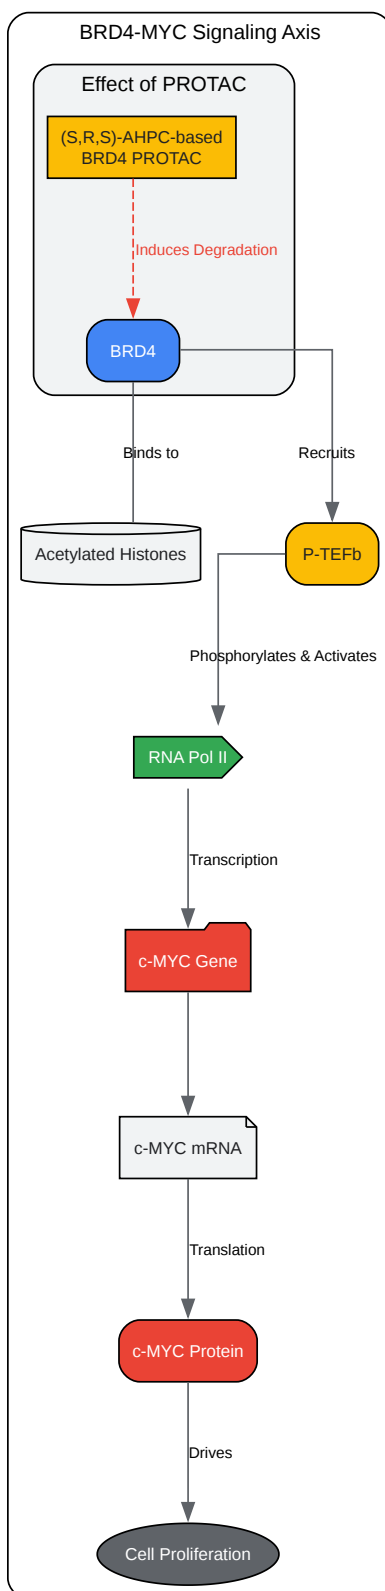 BRD4-MYC Signaling Axis
Effect of PROTAC
(S,R,S)-AHPC-based
BRD4 PROTAC
Induces Degradation
BRD4
Binds to
Recruits
Acetylated Histones
P-TEFb
Phosphorylates & Activates
RNA Pol II
Transcription
c-MYC Gene
c-MYC mRNA
Translation
c-MYC Protein
Drives
Cell Proliferation